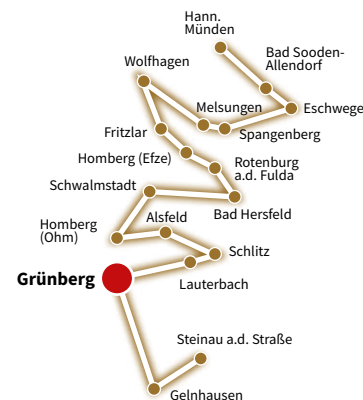 Hann.
Münden
Bad Sooden-
Allendorf
Wolfhagen
Melsungen
Eschwege
Fritzlar
Spangenberg
Homberg (Efze)
Rotenburg
a.d. Fulda
Schwalmstadt
Bad Hersfeld
Homberg
(Ohm)
Alsfeld
Schlitz
Grünberg
Lauterbach
Steinau a.d. Straße
Gelnhausen